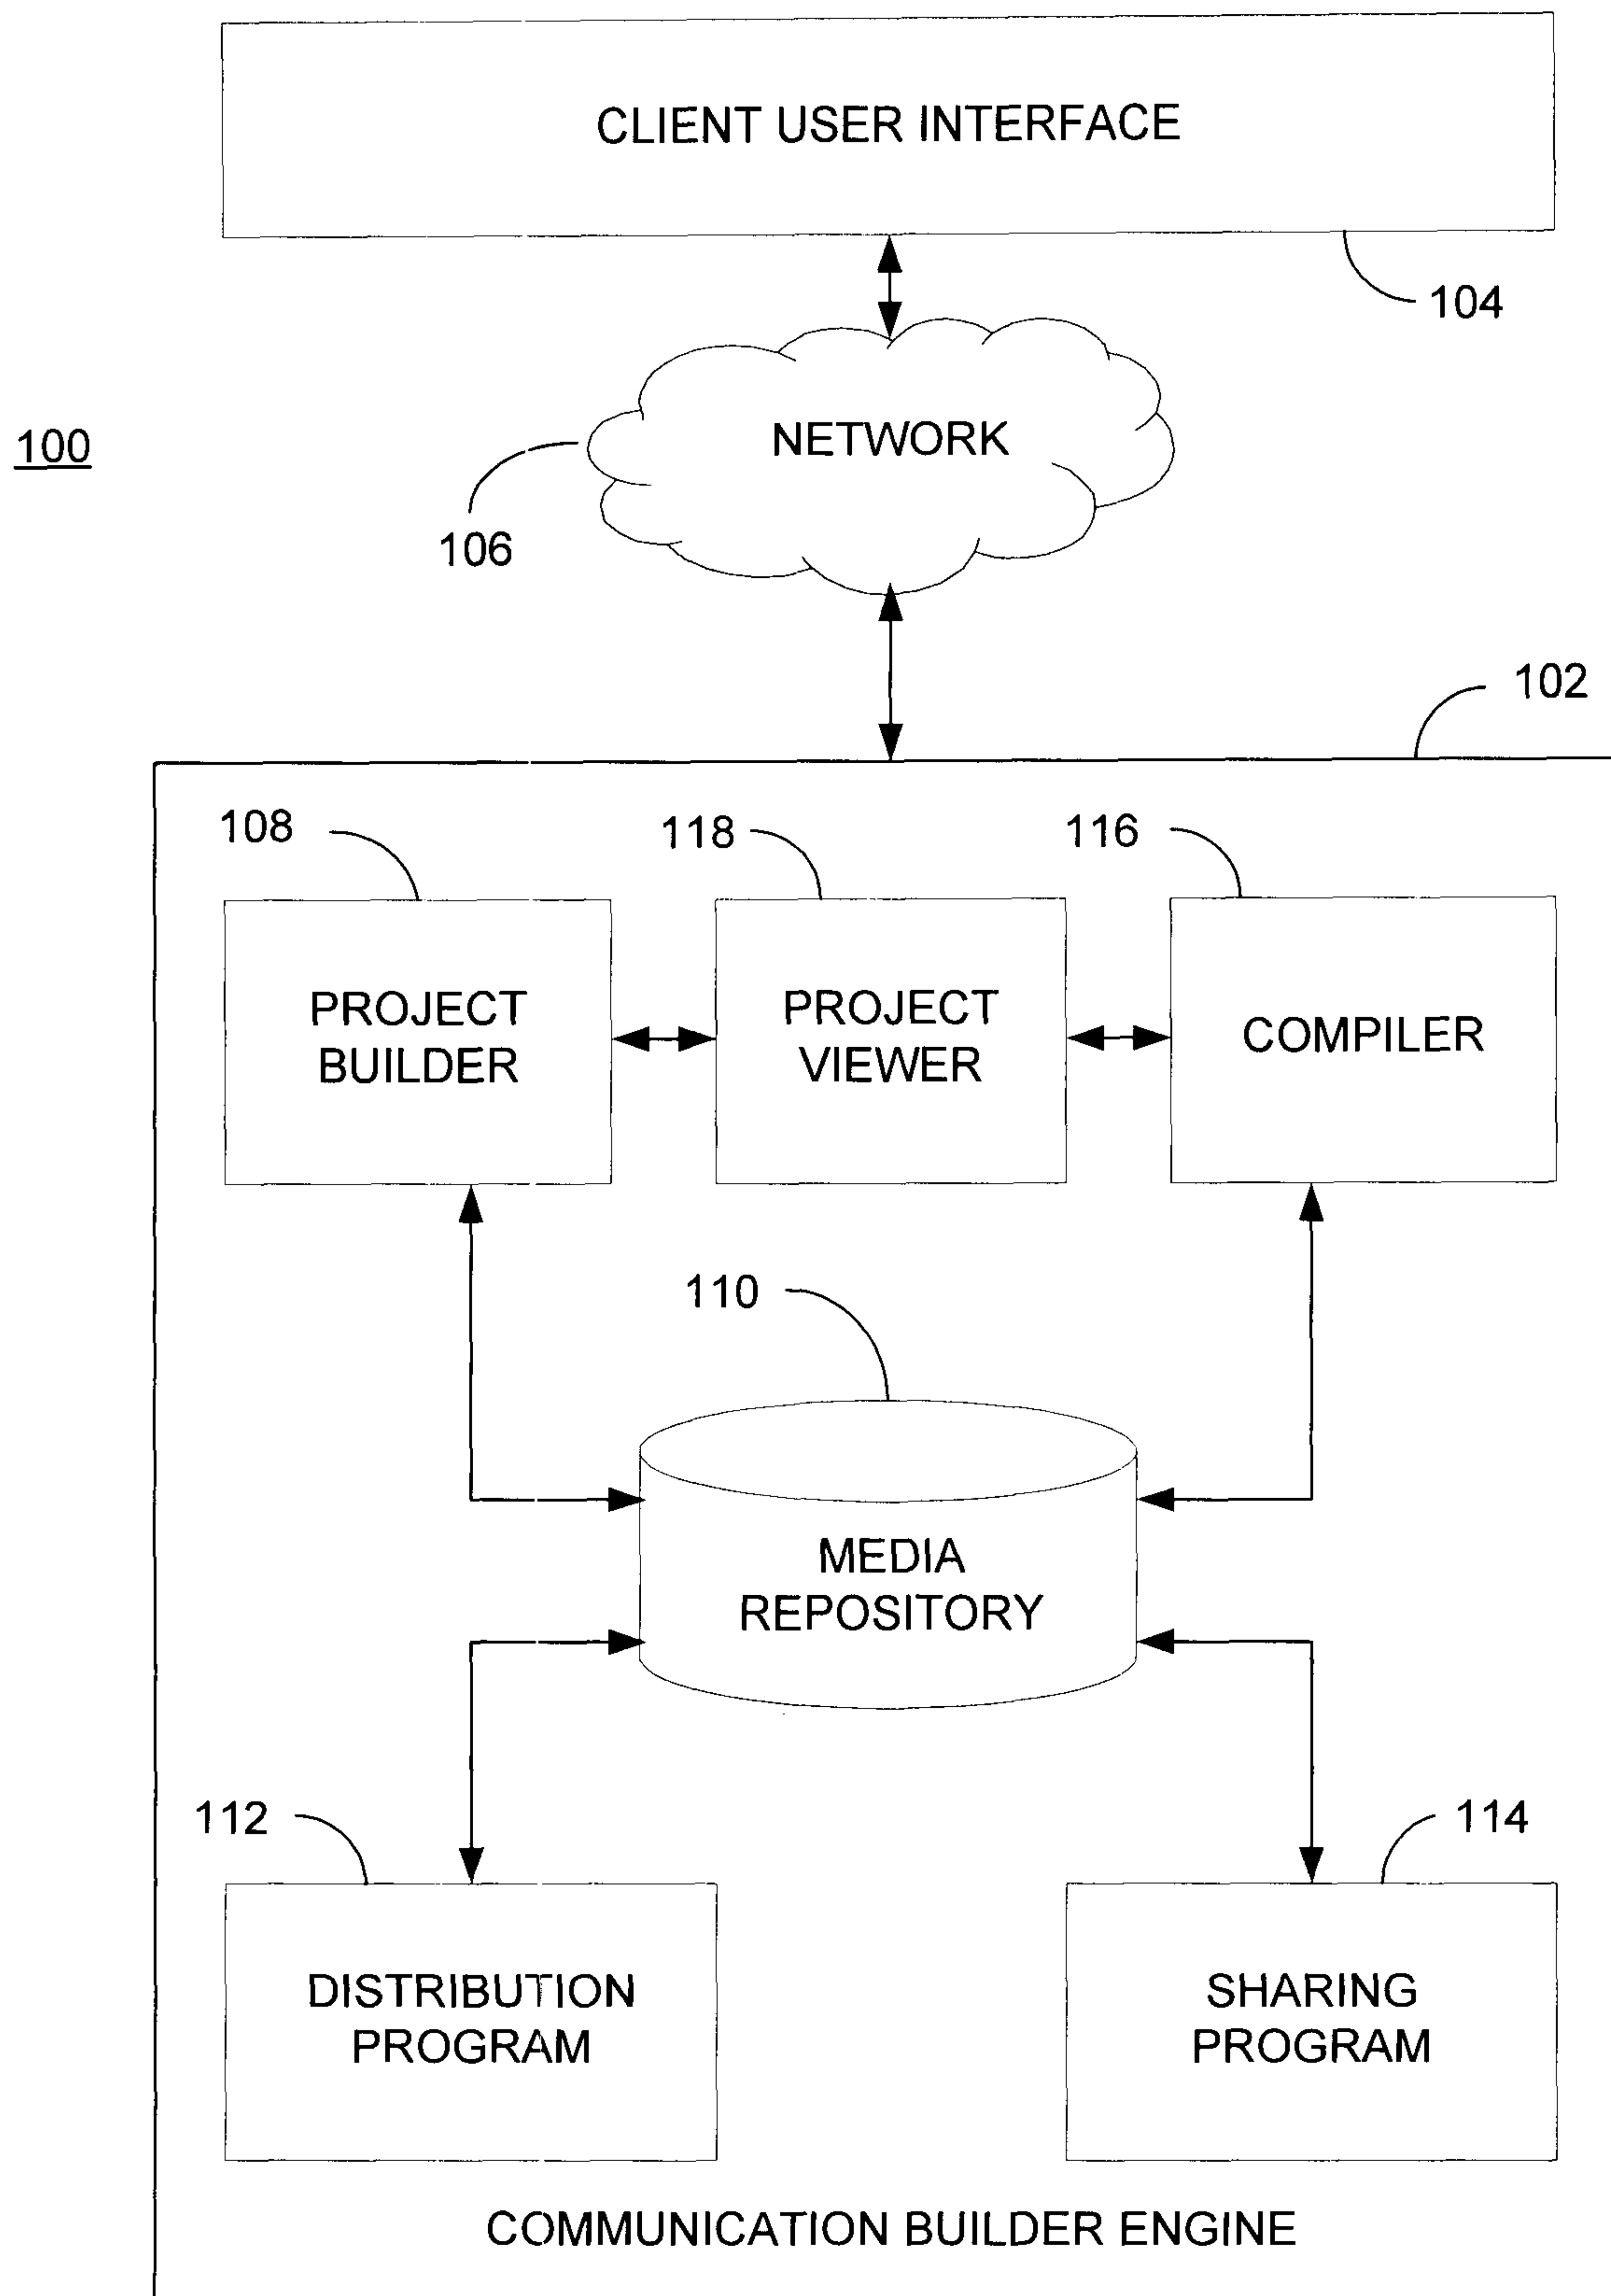 CLIENT USER INTERFACE
104
NETWORK
100
106
102
108
118
116
PROJECT
BUILDER
PROJECT
VIEWER
COMPILER
110
MEDIA
REPOSITORY
112
114
DISTRIBUTION
PROGRAM
SHARING
PROGRAM
COMMUNICATION BUILDER ENGINE